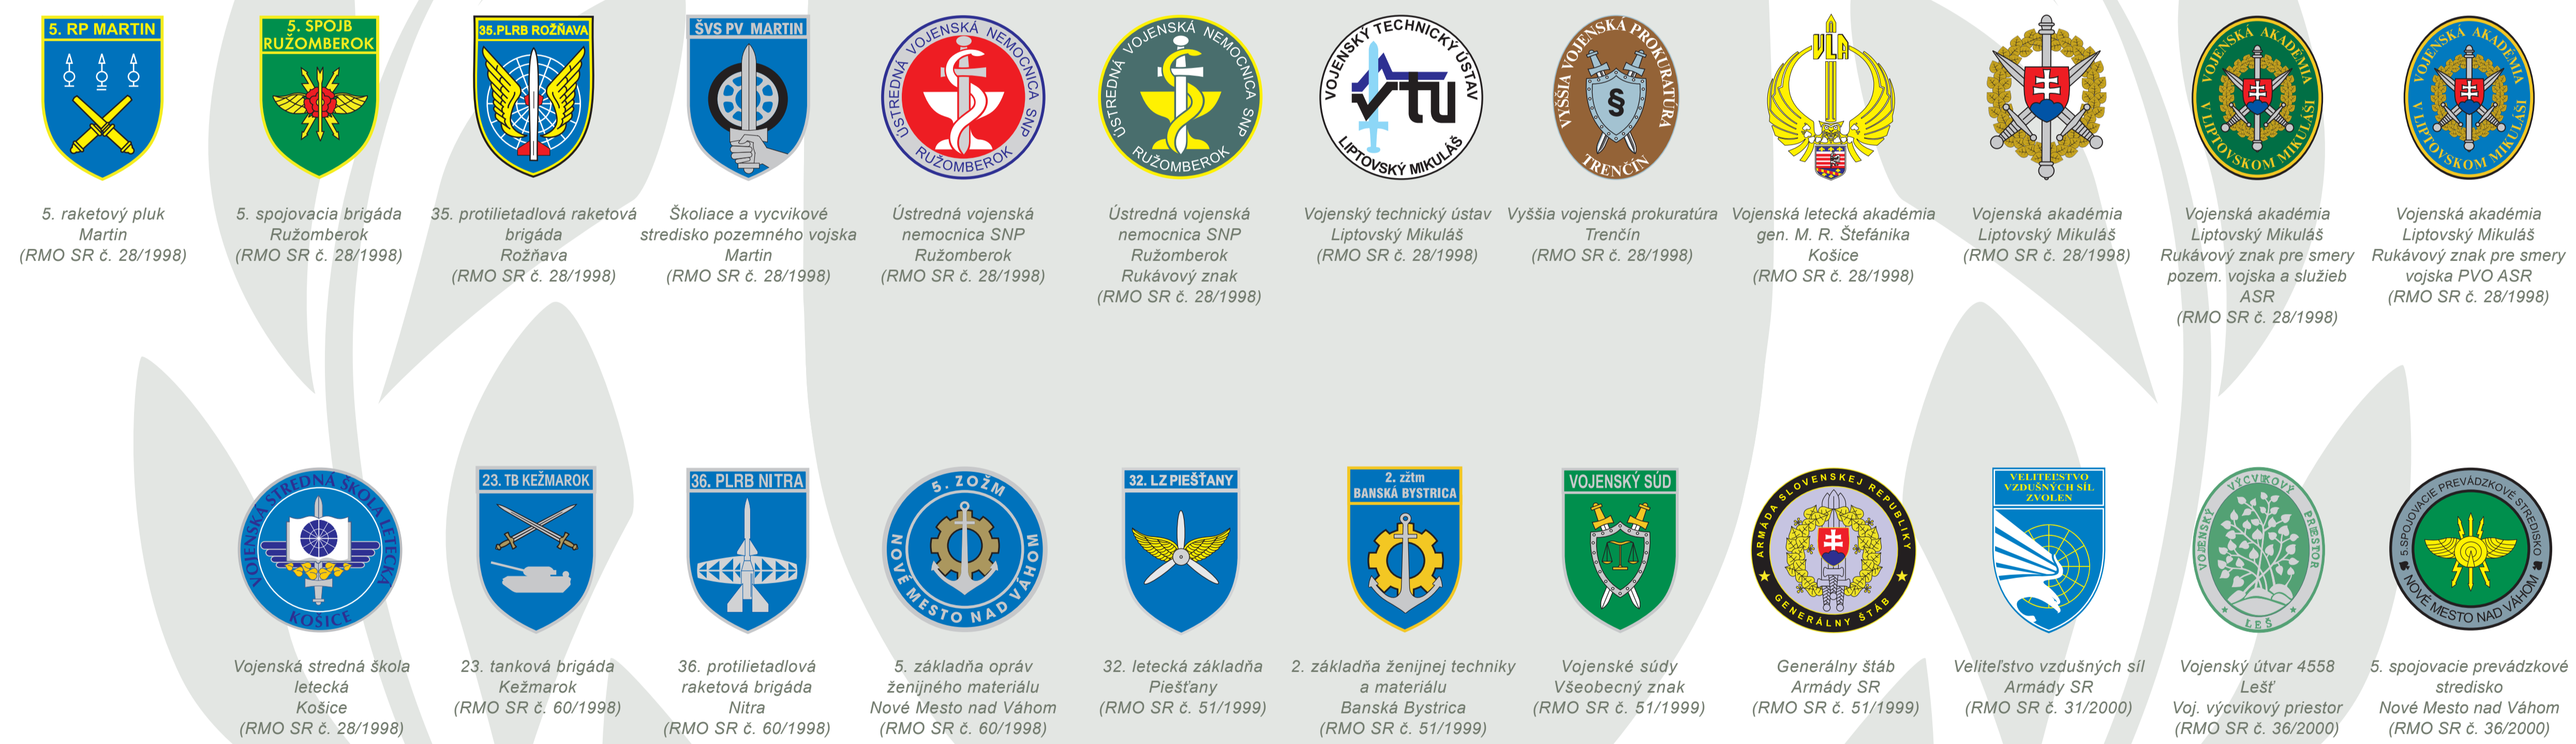 5. RP MARTIN
5. raketový pluk
Martin
(RMO SR č. 28/1998)
5. SPOJB
RUŽOMBEROK
5. spojovacia brigáda
Ružomberok
(RMO SR č. 28/1998)
35.PLRB ROŽŇAVA
35. protilietadlová raketová
brigáda
Rožňava
(RMO SR č. 28/1998)
ŠVS PV MARTIN
Školiace a vycvikové
stredisko pozemného vojska
Martin
(RMO SR č. 28/1998)
ÚSTREDNÁ VOJENSKÁ NEMOCNICA SNP
RUŽOMBEROK
Ústredná vojenská
nemocnica SNP
Ružomberok
(RMO SR č. 28/1998)
ÚSTREDNÁ VOJENSKÁ NEMOCNICA SNP
RUŽOMBEROK
Ústredná vojenská
nemocnica SNP
Ružomberok
Rukávový znak
(RMO SR č. 28/1998)
VOJENSKÝ TECHNICKÝ ÚSTAV
vtu
LIPTOVSKÝ MIKULÁŠ
Vojenský technický ústav
Liptovský Mikuláš
(RMO SR č. 28/1998)
VYŠŠIA VOJENSKÁ PROKURATÚRA
§
TRENČÍN
Vyššia vojenská prokuratúra
Trenčín
(RMO SR č. 28/1998)
VLA
Vojenská letecká akadémia
gen. M. R. Štefánika
Košice
(RMO SR č. 28/1998)
Vojenská akadémia
Liptovský Mikuláš
(RMO SR č. 28/1998)
VOJENSKÁ AKADÉMIA
V LIPTOVSKOM MIKULÁŠI
Vojenská akadémia
Liptovský Mikuláš
Rukávový znak pre smery
pozem. vojska a služieb
ASR
(RMO SR č. 28/1998)
VOJENSKÁ AKADÉMIA
V LIPTOVSKOM MIKULÁŠI
Vojenská akadémia
Liptovský Mikuláš
Rukávový znak pre smery
vojska PVO ASR
(RMO SR č. 28/1998)
VOJENSKÁ STREDNÁ ŠKOLA LETECKÁ
KOŠICE
Vojenská stredná škola
letecká
Košice
(RMO SR č. 28/1998)
23. TB KEŽMAROK
23. tanková brigáda
Kežmarok
(RMO SR č. 60/1998)
36. PLRB NITRA
36. protilietadlová
raketová brigáda
Nitra
(RMO SR č. 60/1998)
5. ZOŽM
NOVÉ MESTO NAD VÁHOM
5. základňa opráv
ženijného materiálu
Nové Mesto nad Váhom
(RMO SR č. 60/1998)
32. LZ PIEŠŤANY
32. letecká základňa
Piešťany
(RMO SR č. 51/1999)
2. zžtm
BANSKÁ BYSTRICA
2. základňa ženijnej techniky
a materiálu
Banská Bystrica
(RMO SR č. 51/1999)
VOJENSKÝ SÚD
Vojenské súdy
Všeobecný znak
(RMO SR č. 51/1999)
ARMÁDA SLOVENSKEJ REPUBLIKY
GENERÁLNY ŠTÁB
Generálny štáb
Armády SR
(RMO SR č. 51/1999)
VELITEĽSTVO
VZDUŠNÝCH SÍL
ZVOLEN
Veliteľstvo vzdušných síl
Armády SR
(RMO SR č. 31/2000)
VOJENSKÝ VÝCVIKOVÝ PRIESTOR
LEŠŤ
Vojenský útvar 4558
Lešť
Voj. výcvikový priestor
(RMO SR č. 36/2000)
5.SPOJOVACIE PREVÁDZKOVÉ STREDISKO
NOVÉ MESTO NAD VÁHOM
5. spojovacie prevádzkové
stredisko
Nové Mesto nad Váhom
(RMO SR č. 36/2000)